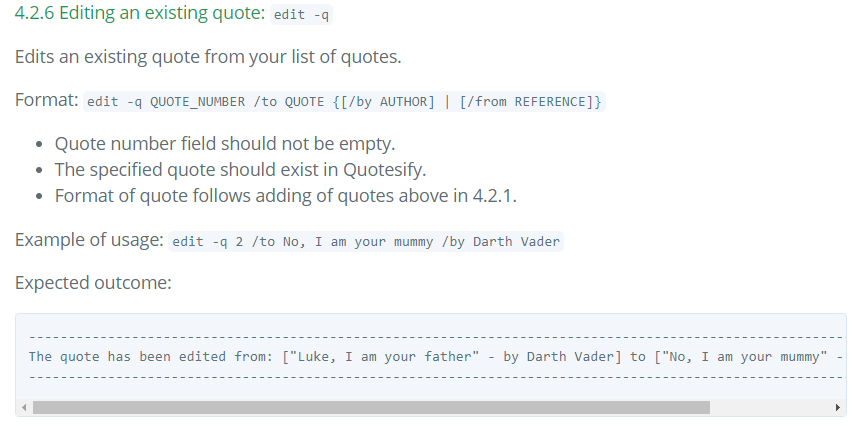 4.2.6 Editing an existing quote: edit -q
Edits an existing quote from your list of quotes.
Format: edit -q QUOTE_NUMBER /to QUOTE {[/by AUTHOR] | [/from REFERENCE]}
• Quote number field should not be empty.
• The specified quote should exist in Quotesify.
• Format of quote follows adding of quotes above in 4.2.1.
Example of usage: edit -q 2 /to No, I am your mummy /by Darth Vader
Expected outcome:
The quote has been edited from: ["Luke, I am your father" - by Darth Vader] to ["No, I am your mummy" -